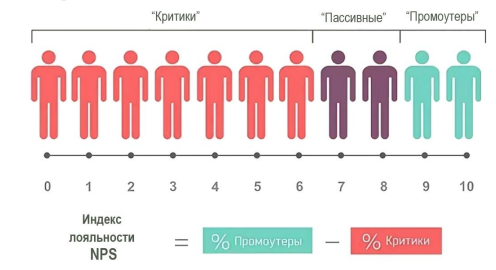 “Критики” “Пассивные” “Промоутеры”
0 1 2 3 4 5 6 7 8 9 10
Индекс
лояльности
NPS
= % Промоутеры — % Критики